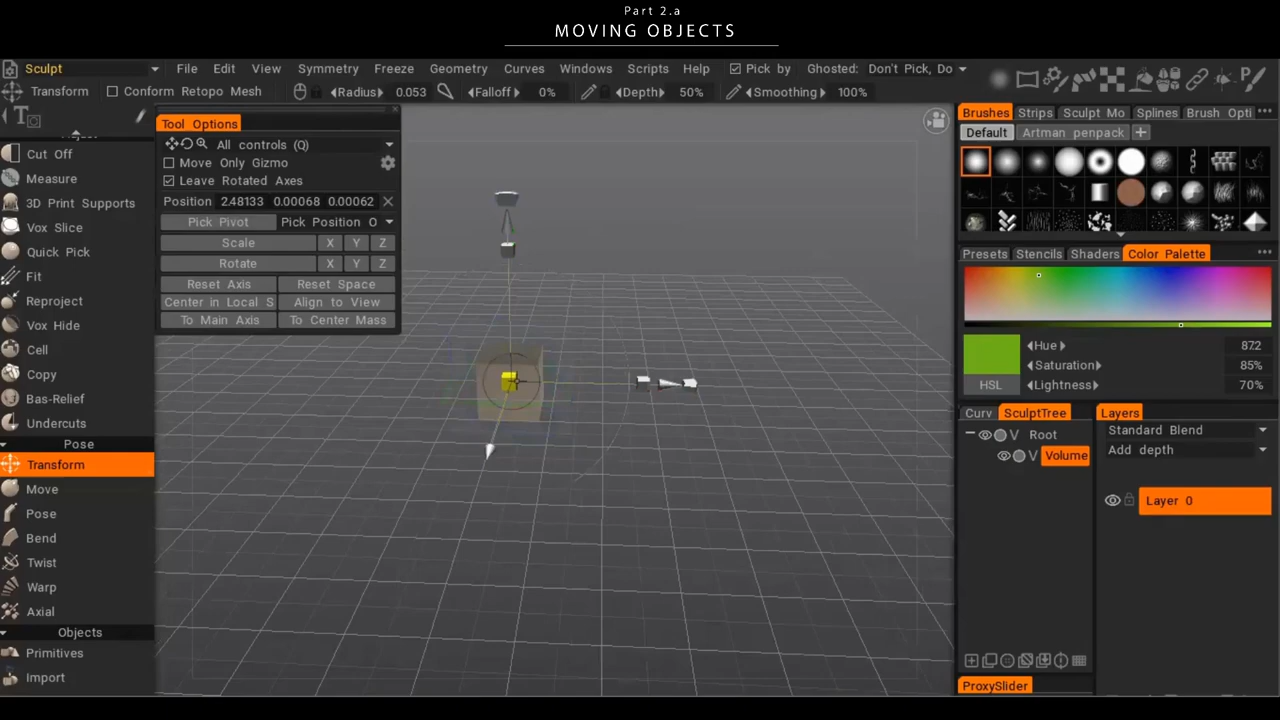 Part 2.a
MOVING OBJECTS
Sculpt File Edit View Symmetry Freeze Geometry Curves Windows Scripts Help Pick by Ghosted: Don't Pick, Do
Transform Conform Retopo Mesh Radius 0.053 Falloff 0% Depth 50% Smoothing 100%
Tool Options
All controls (Q)
Move Only Gizmo
Leave Rotated Axes
Position 2.48133 0.00068 0.00062
Pick Pivot Pick Position O
Scale X Y Z
Rotate X Y Z
Reset Axis Reset Space
Center in Local S Align to View
To Main Axis To Center Mass
Cut Off
Measure
3D Print Supports
Vox Slice
Quick Pick
Fit
Reproject
Vox Hide
Cell
Copy
Bas-Relief
Undercuts
Pose
Transform
Move
Pose
Bend
Twist
Warp
Axial
Objects
Primitives
Import
Brushes Strips Sculpt Mo Splines Brush Opti
Default Artman penpack +
Presets Stencils Shaders Color Palette
Hue 87.2
Saturation 85%
HSL Lightness 70%
Curv SculptTree
V Root
V Volume
Layers
Standard Blend
Add depth
Layer 0
ProxySlider